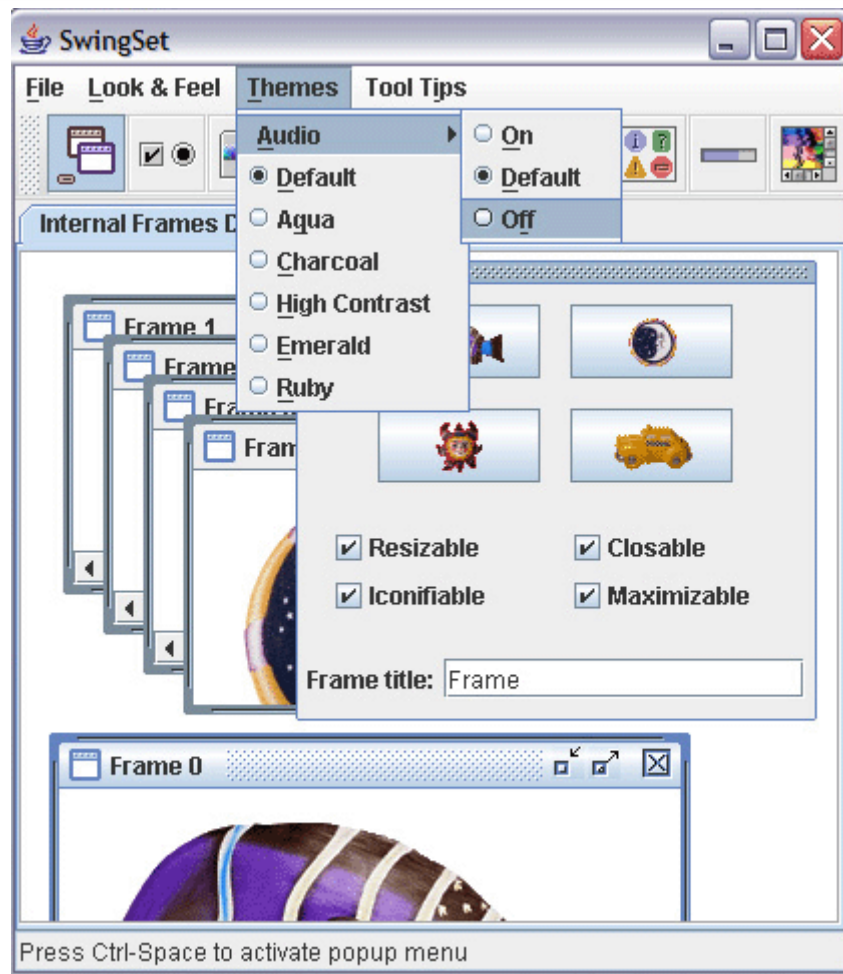 SwingSet
File Look & Feel Themes Tool Tips
Audio
Default
Aqua
Charcoal
High Contrast
Emerald
Ruby
On
Default
Off
Internal Frames
Frame 1
Frame
Resizable
Closable
Iconifiable
Maximizable
Frame title: Frame
Frame 0
Press Ctrl-Space to activate popup menu